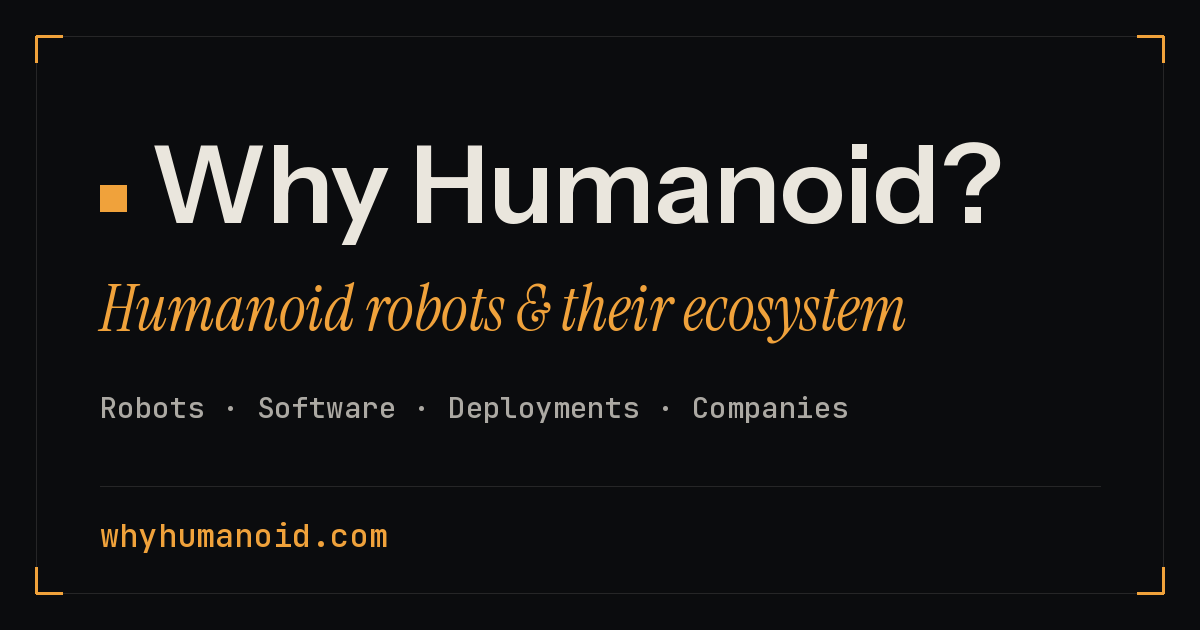 Why Humanoid?
Humanoid robots & their ecosystem
Robots · Software · Deployments · Companies
whyhumanoid.com